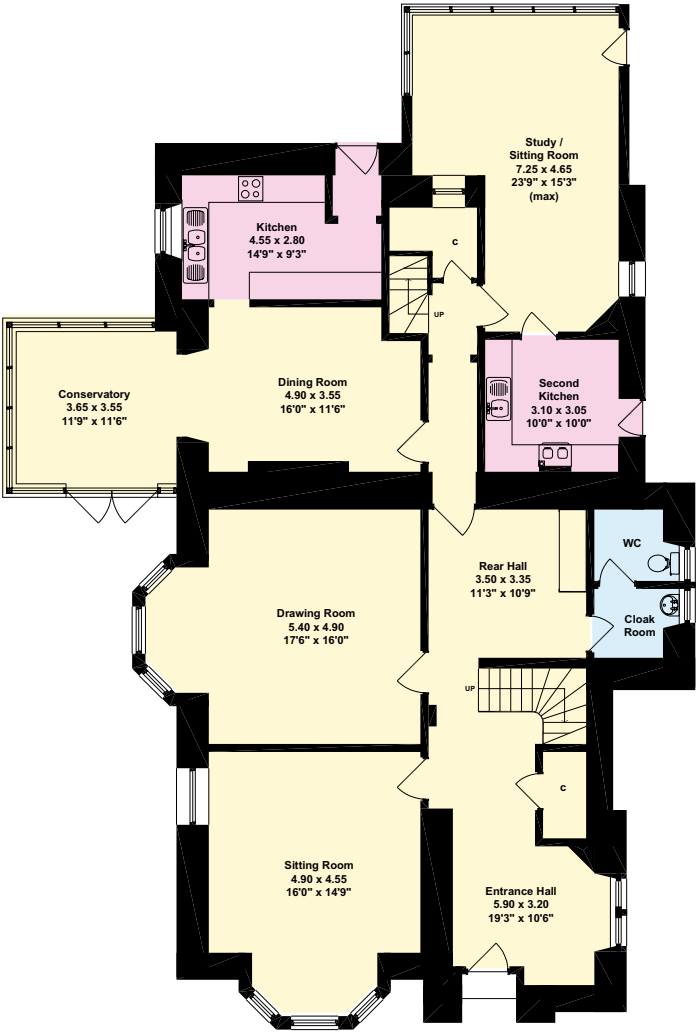 Study /
Sitting Room
7.25 x 4.65
23'9" x 15'3"
(max)
Kitchen
4.55 x 2.80
14'9" x 9'3"
C
UP
Conservatory
3.65 x 3.55
11'9" x 11'6"
Dining Room
4.90 x 3.55
16'0" x 11'6"
Second
Kitchen
3.10 x 3.05
10'0" x 10'0"
WC
Rear Hall
3.50 x 3.35
11'3" x 10'9"
Cloak
Room
Drawing Room
5.40 x 4.90
17'6" x 16'0"
UP
C
Sitting Room
4.90 x 4.55
16'0" x 14'9"
Entrance Hall
5.90 x 3.20
19'3" x 10'6"